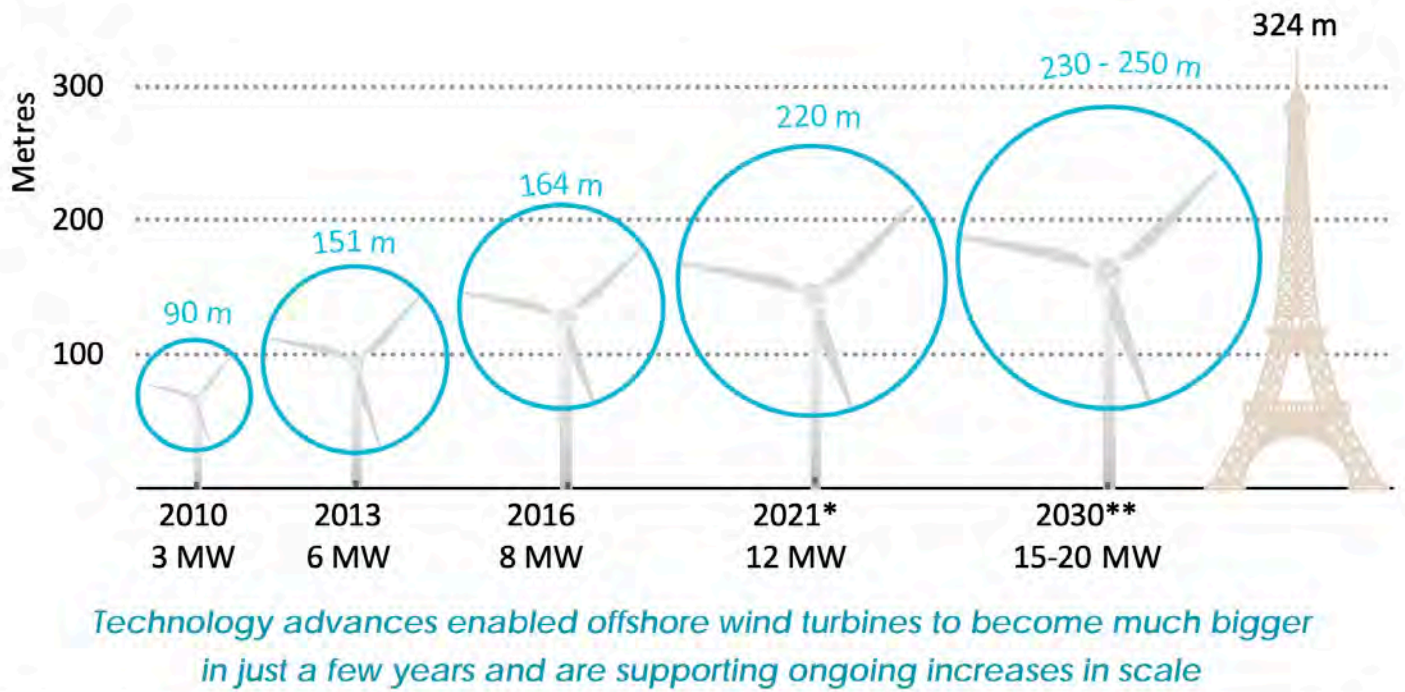 324 m
230 - 250 m
300
Metres
220 m
164 m
200
151 m
90 m
100
2010 2013 2016 2021* 2030**
3 MW 6 MW 8 MW 12 MW 15-20 MW
Technology advances enabled offshore wind turbines to become much bigger
in just a few years and are supporting ongoing increases in scale